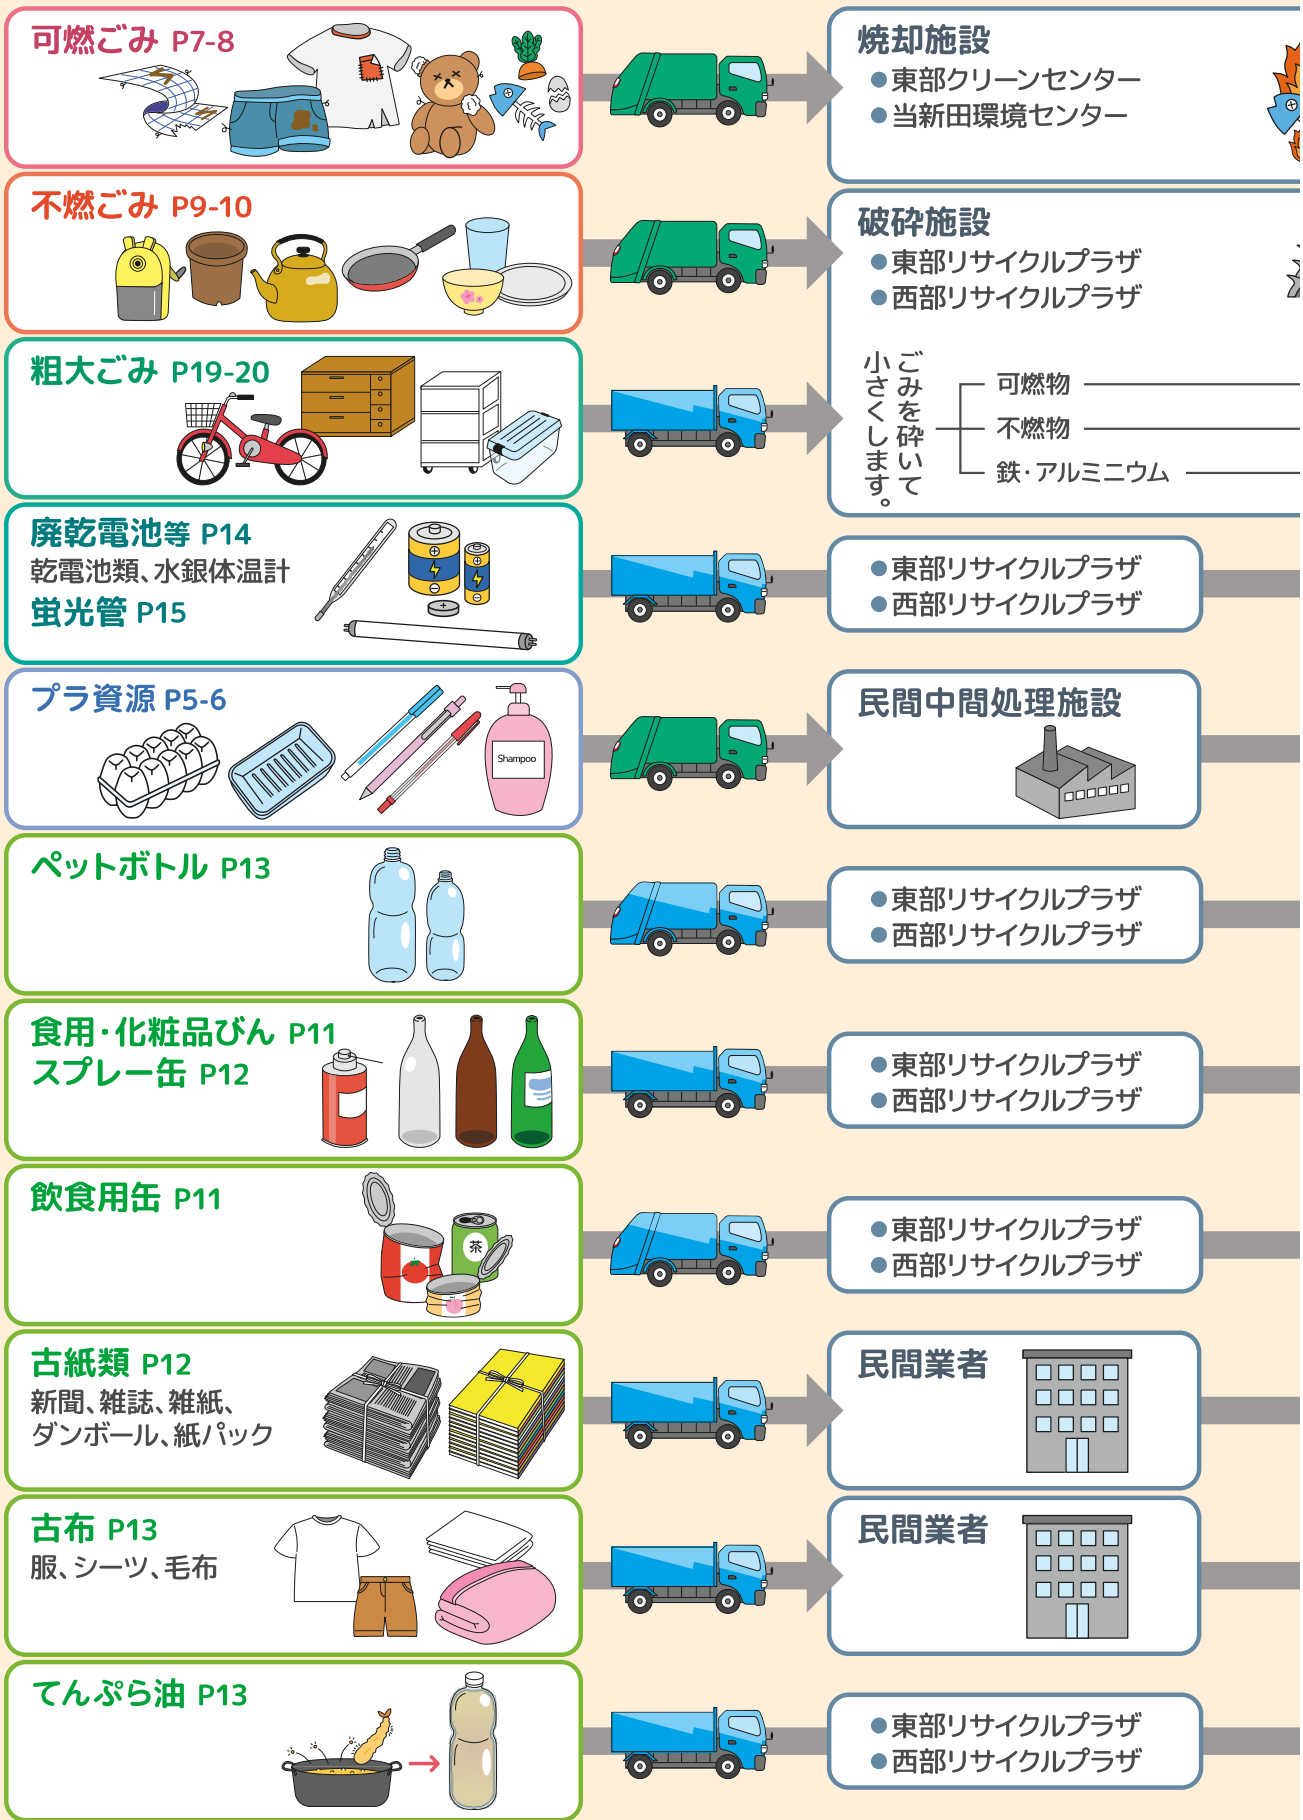 可燃ごみ P7-8
焼却施設
●東部クリーンセンター
●当新田環境センター
不燃ごみ P9-10
破砕施設
●東部リサイクルプラザ
●西部リサイクルプラザ
粗大ごみ P19-20
ごみを砕いて
小さくします。
可燃物
不燃物
鉄・アルミニウム
廃乾電池等 P14
乾電池類、水銀体温計
蛍光管 P15
●東部リサイクルプラザ
●西部リサイクルプラザ
プラ資源 P5-6
Shampoo
民間中間処理施設
ペットボトル P13
●東部リサイクルプラザ
●西部リサイクルプラザ
食用・化粧品びん P11
スプレー缶 P12
●東部リサイクルプラザ
●西部リサイクルプラザ
飲食用缶 P11
茶
●東部リサイクルプラザ
●西部リサイクルプラザ
古紙類 P12
新聞、雑誌、雑紙、
ダンボール、紙パック
民間業者
古布 P13
服、シーツ、毛布
民間業者
てんぷら油 P13
●東部リサイクルプラザ
●西部リサイクルプラザ